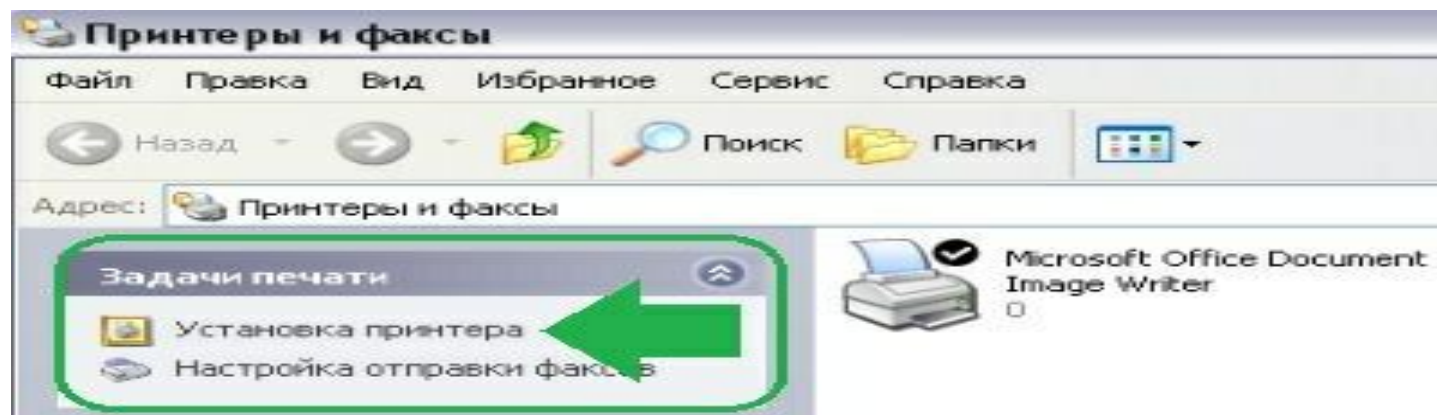 Принтеры и факсы
Файл Правка Вид Избранное Сервис Справка
Назад Поиск Папки
Адрес: Принтеры и факсы
Задачи печати
Установка принтера
Настройка отправки факсов
Microsoft Office Document
Image Writer
0